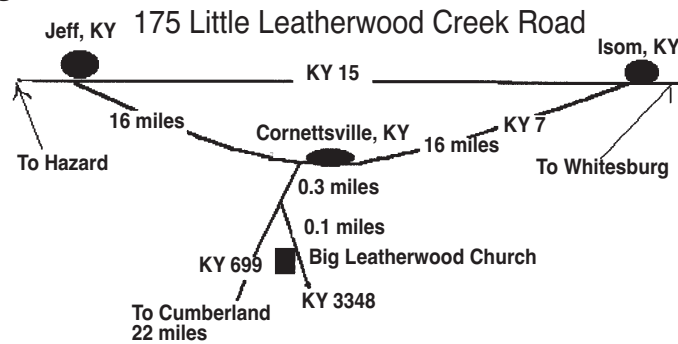 175 Little Leatherwood Creek Road
Jeff, KY
Isom, KY
KY 15
16 miles
KY 7
Cornettsville, KY
16 miles
To Hazard
To Whitesburg
0.3 miles
0.1 miles
Big Leatherwood Church
KY 699
KY 3348
To Cumberland
22 miles